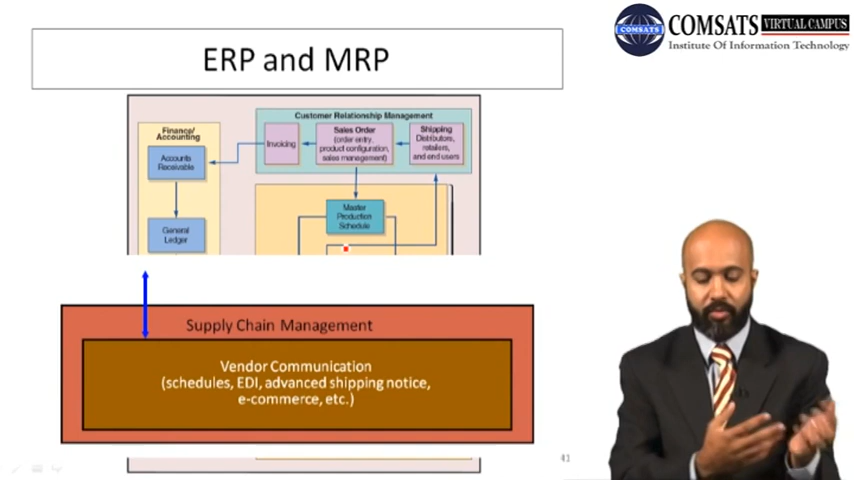 COMSATS VIRTUAL CAMPUS
COMSATS
Institute Of Information Technology
ERP and MRP
Customer Relationship Management
Finance/
Accounting
Accounts
Receivable
Invoicing
Sales Order
(order entry,
product configuration,
sales management)
Shipping
Distributors,
retailers,
and end users
Master
Production
Schedule
General
Ledger
Supply Chain Management
Vendor Communication
(schedules, EDI, advanced shipping notice,
e-commerce, etc.)
41